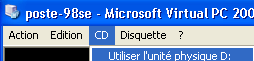 poste-98se - Microsoft Virtual PC 200
Action Edition CD Disquette ?
Utiliser l'unité physique D: